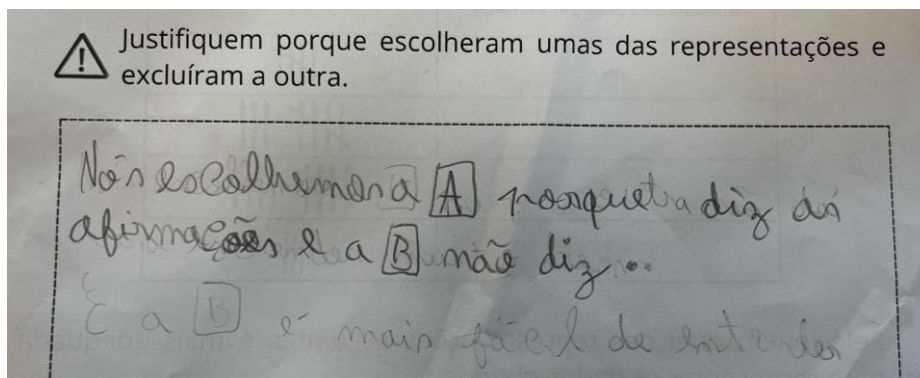 Justifiquem porque escolheram umas das representações e
excluíram a outra.
Nós escolhemos a A porque a diz as
afirmações e a B não diz...
E a B é mais fácil de entender